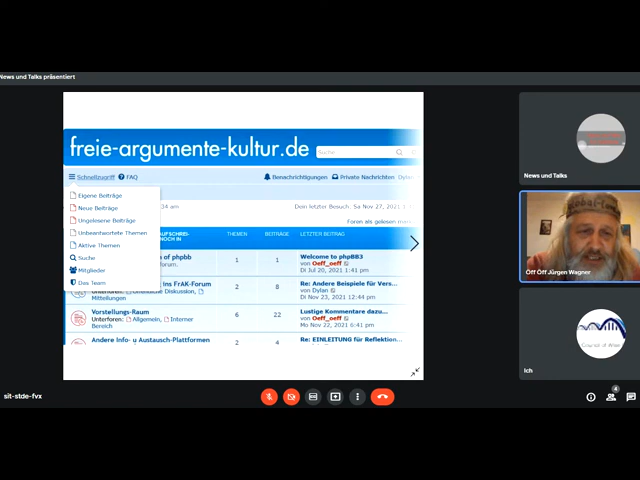 News und Talks präsentiert
freie-argumente-kultur.de
Suche
Schnellzugriff FAQ
Benachrichtigungen Private Nachrichten Dylan
Eigene Beiträge
Neue Beiträge
Ungelesene Beiträge
Unbeantwortete Themen
Aktive Themen
Suche
Mitglieder
Das Team
Dein letzter Besuch: Sa Nov 27, 2021
Foren als gelesen
THEMEN BEITRÄGE LETZTER BEITRAG
of phpbb
forum.
1 1
Welcome to phpBB3
von Oeff_oeff
Di Jul 20, 2021 1:41 pm
ins FrAK-Forum
Diskussion,
Mitteilungen
2 8
Re: Andere Beispiele für Vers...
von Dylan
Di Nov 23, 2021 12:44 pm
Vorstellungs-Raum
Unterforen: Allgemein, Interner
Bereich
6 22
Lustige Kommentare dazu...
von Oeff_oeff
Mo Nov 22, 2021 6:41 pm
Andere Info- u Austausch-Plattformen
2 4
Re: EINLEITUNG für Reflektion...
News und Talks
Öff Öff Jürgen Wagner
Ich
sit-stde-fvx
4